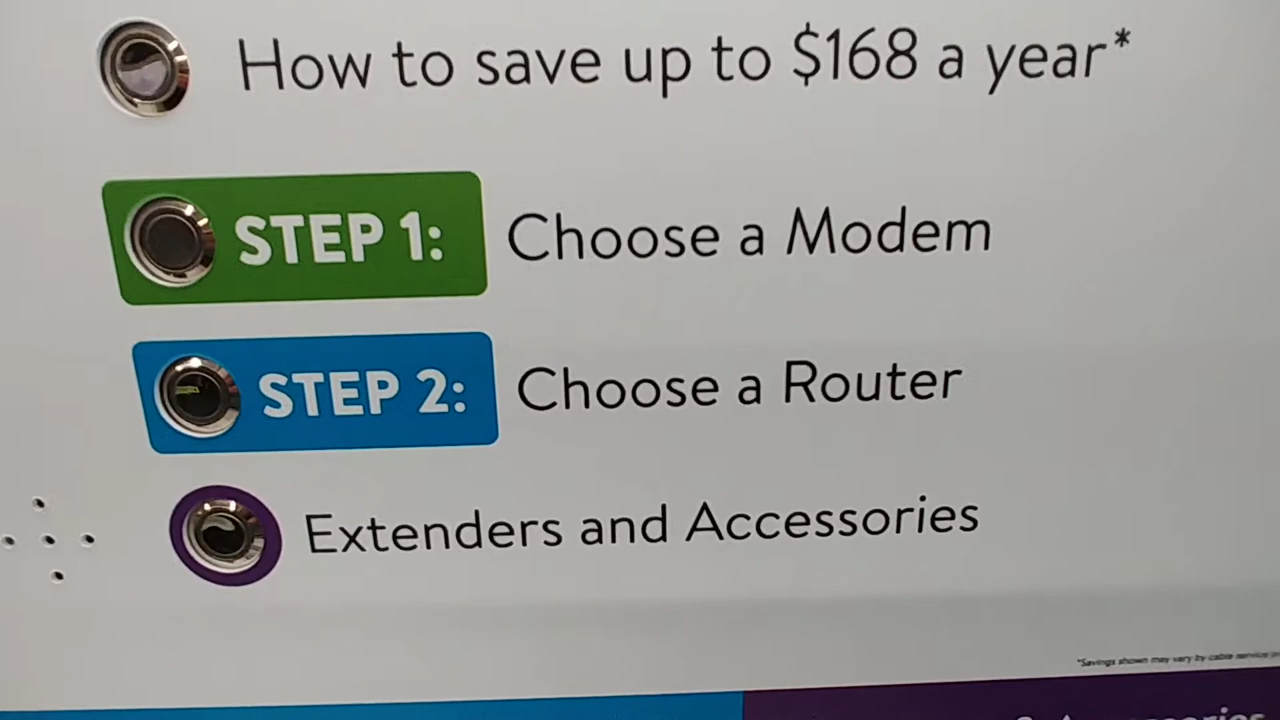 How to save up to $168 a year*
STEP 1: Choose a Modem
STEP 2: Choose a Router
Extenders and Accessories
*Savings shown may vary by cable service
& Accessories